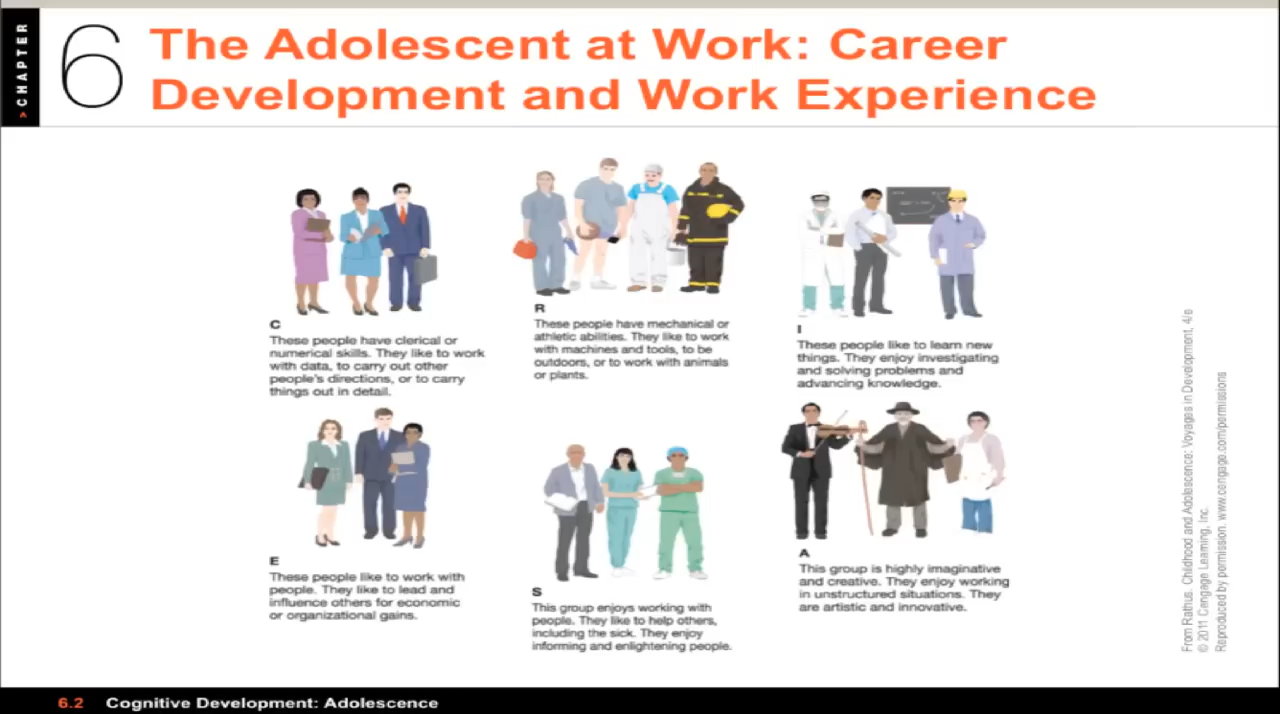 > CHAPTER
6
The Adolescent at Work: Career
Development and Work Experience
C
These people have clerical or
numerical skills. They like to work
with data, to carry out other
people's directions, or to carry
things out in detail.
R
These people have mechanical or
athletic abilities. They like to work
with machines and tools, to be
outdoors, or to work with animals
or plants.
I
These people like to learn new
things. They enjoy investigating
and solving problems and
advancing knowledge.
E
These people like to work with
people. They like to lead and
influence others for economic
or organizational gains.
S
This group enjoys working with
people. They like to help others,
including the sick. They enjoy
informing and enlightening people.
A
This group is highly imaginative
and creative. They enjoy working
in unstructured situations. They
are artistic and innovative.
From Rathus. Childhood and Adolescence: Voyages in Development, 4/e
© 2011 Cengage Learning, Inc.
Reproduced by permission. www.cengage.com/permissions
6.2 Cognitive Development: Adolescence